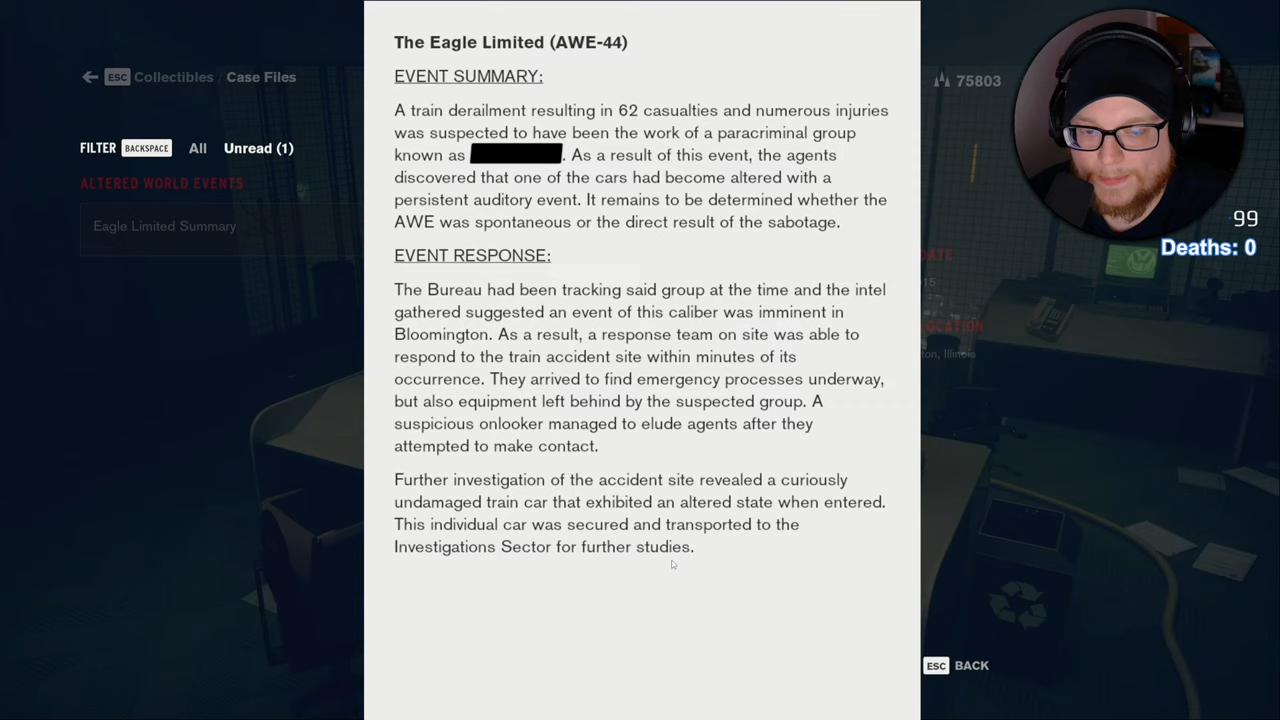 The Eagle Limited (AWE-44)
EVENT SUMMARY:
A train derailment resulting in 62 casualties and numerous injuries
was suspected to have been the work of a paracriminal group
known as . As a result of this event, the agents
discovered that one of the cars had become altered with a
persistent auditory event. It remains to be determined whether the
AWE was spontaneous or the direct result of the sabotage.
EVENT RESPONSE:
The Bureau had been tracking said group at the time and the intel
gathered suggested an event of this caliber was imminent in
Bloomington. As a result, a response team on site was able to
respond to the train accident site within minutes of its
occurrence. They arrived to find emergency processes underway,
but also equipment left behind by the suspected group. A
suspicious onlooker managed to elude agents after they
attempted to make contact.
Further investigation of the accident site revealed a curiously
undamaged train car that exhibited an altered state when entered.
This individual car was secured and transported to the
Investigations Sector for further studies.
ESC Collectibles / Case Files
FILTER BACKSPACE All Unread (1)
ALTERED WORLD EVENTS
Eagle Limited Summary
75803
99
Deaths: 0
ESC BACK